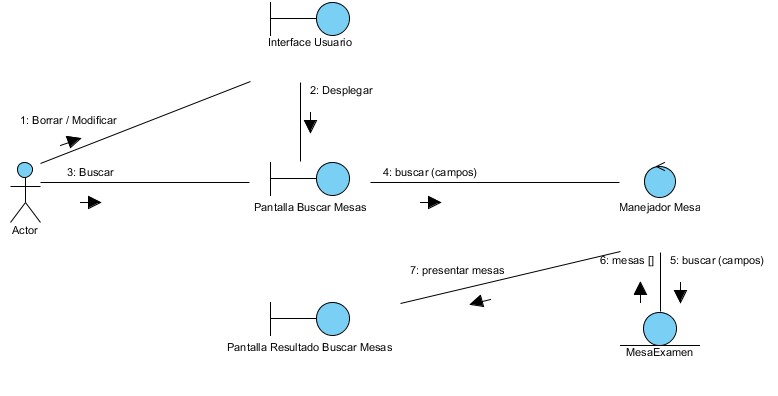 Interface Usuario
2: Desplegar
1: Borrar / Modificar
3: Buscar
4: buscar (campos)
Actor
Pantalla Buscar Mesas
Manejador Mesa
6: mesas []
5: buscar (campos)
7: presentar mesas
Pantalla Resultado Buscar Mesas
MesaExamen